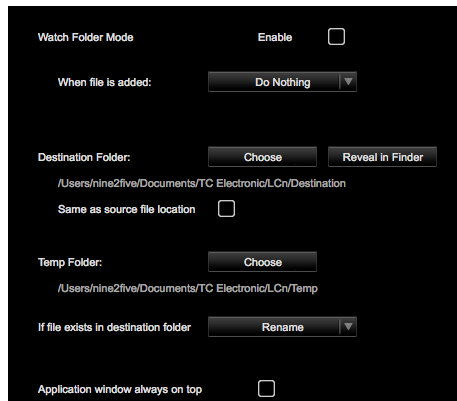 Watch Folder Mode Enable
When file is added: Do Nothing
Destination Folder: Choose Reveal in Finder
/Users/nine2five/Documents/TC Electronic/LCn/Destination
Same as source file location
Temp Folder: Choose
/Users/nine2five/Documents/TC Electronic/LCn/Temp
If file exists in destination folder Rename
Application window always on top